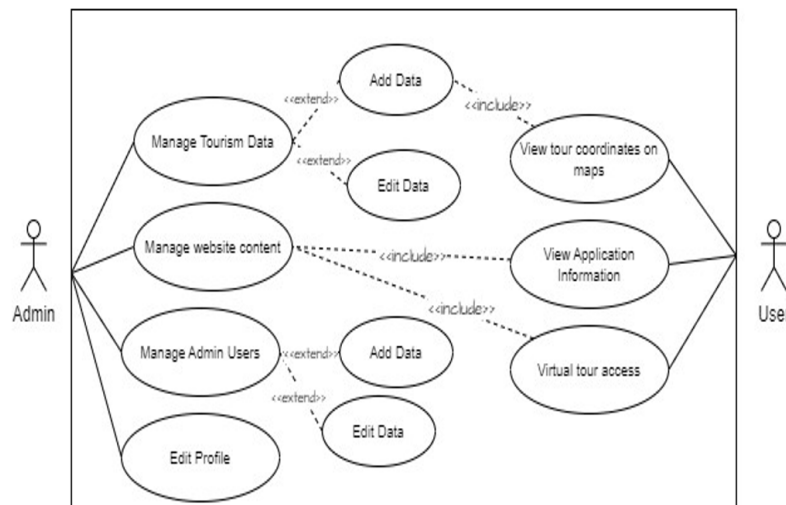 Add Data
<<extend>>
<<include>>
Manage Tourism Data
View tour coordinates on
maps
<<extend>>
Edit Data
Manage website content
<<include>>
View Application
Information
Admin
User
<<include>>
Manage Admin Users
<<extend>>
Add Data
Virtual tour access
<<extend>>
Edit Data
Edit Profile